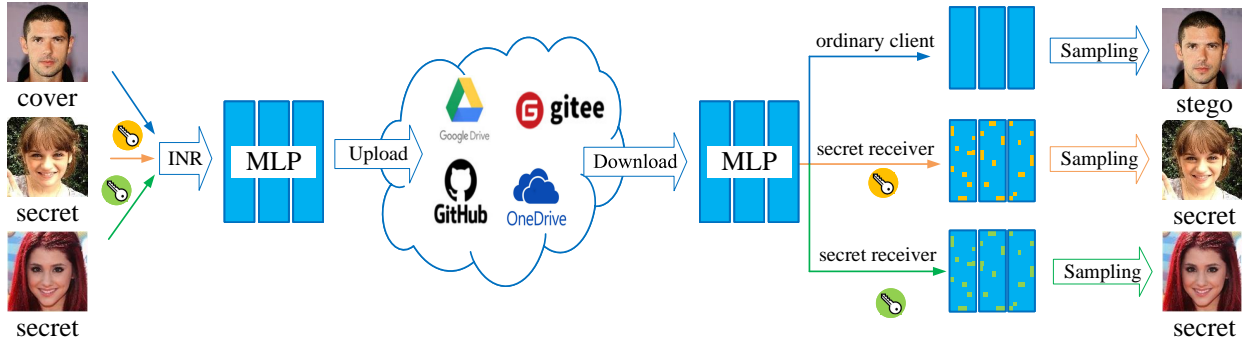 cover
secret
secret
INR
MLP
Upload
Google Drive
gitee
GitHub
OneDrive
Download
MLP
ordinary client
secret receiver
secret receiver
Sampling
Sampling
Sampling
stego
secret
secret